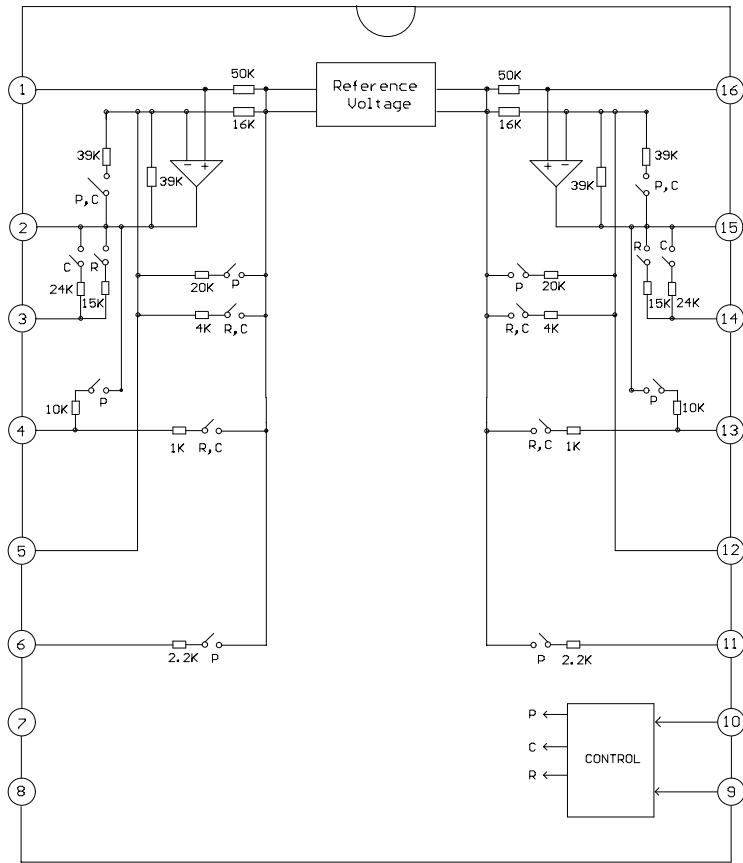 50K
50K
1
Reference
Voltage
16
16K
16K
39K
39K
39K
39K
P,C
P,C
2
15
C
R
R
C
24K
15K
20K
P
P
20K
15K
24K
3
4K
R,C
R,C
4K
14
P
P
10K
10K
4
1K
R,C
R,C
1K
13
5
12
6
2.2K
P
P
2.2K
11
7
P
10
C
CONTROL
R
8
9